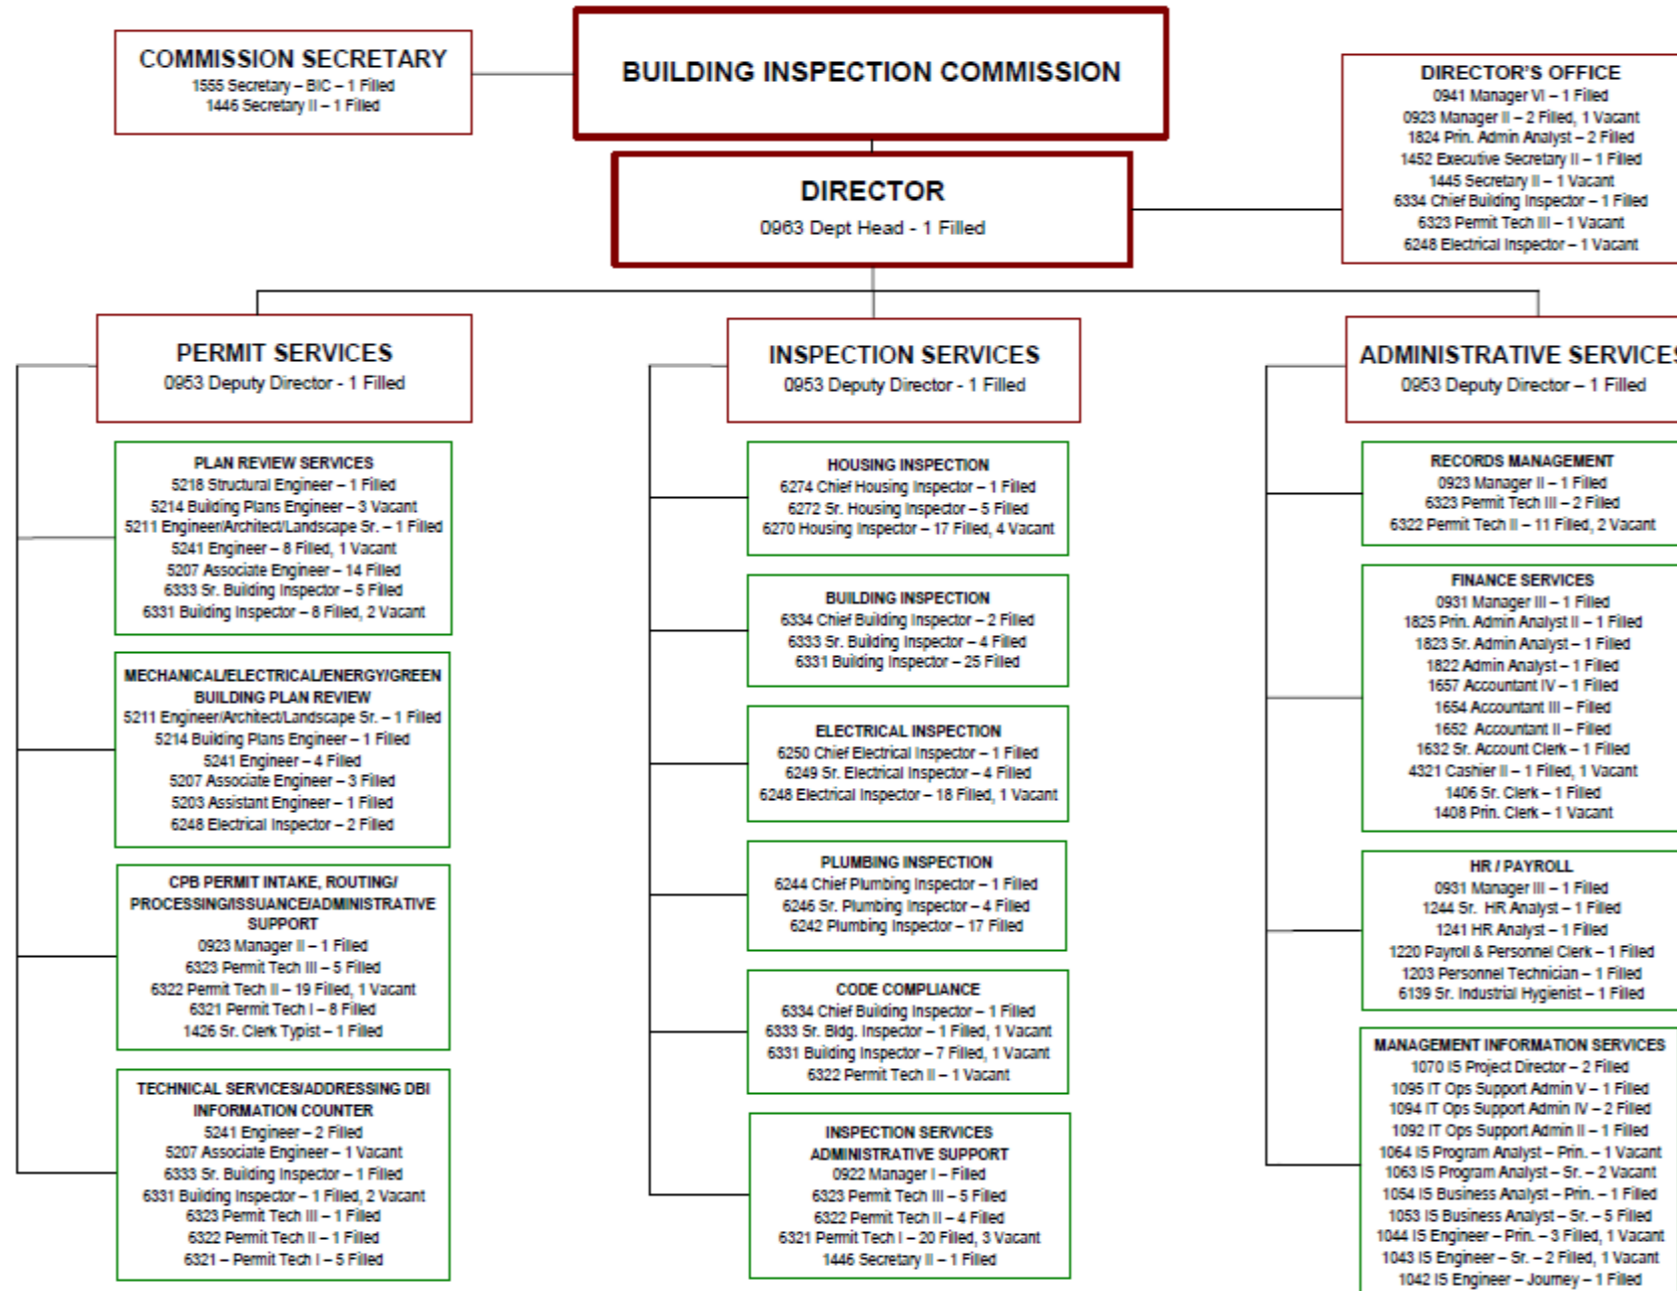 COMMISSION SECRETARY
1555 Secretary – BIC – 1 Filled
1446 Secretary II – 1 Filled
BUILDING INSPECTION COMMISSION
DIRECTOR'S OFFICE
0941 Manager VI – 1 Filled
0923 Manager II – 2 Filled, 1 Vacant
1824 Prin. Admin Analyst – 2 Filled
1452 Executive Secretary II – 1 Filled
1445 Secretary II – 1 Vacant
6334 Chief Building Inspector – 1 Filled
6323 Permit Tech III – 1 Vacant
6248 Electrical Inspector – 1 Vacant
DIRECTOR
0963 Dept Head - 1 Filled
PERMIT SERVICES
0953 Deputy Director - 1 Filled
PLAN REVIEW SERVICES
5218 Structural Engineer – 1 Filled
5214 Building Plans Engineer – 3 Vacant
5211 Engineer/Architect/Landscape Sr. – 1 Filled
5241 Engineer – 8 Filled, 1 Vacant
5207 Associate Engineer – 14 Filled
6333 Sr. Building Inspector – 5 Filled
6331 Building Inspector – 8 Filled, 2 Vacant
MECHANICAL/ELECTRICAL/ENERGY/GREEN
BUILDING PLAN REVIEW
5211 Engineer/Architect/Landscape Sr. – 1 Filled
5214 Building Plans Engineer – 1 Filled
5241 Engineer – 4 Filled
5207 Associate Engineer – 3 Filled
5203 Assistant Engineer – 1 Filled
6248 Electrical Inspector – 2 Filled
CPB PERMIT INTAKE, ROUTING/
PROCESSING/ISSUANCE/ADMINISTRATIVE
SUPPORT
0923 Manager II – 1 Filled
6323 Permit Tech III – 5 Filled
6322 Permit Tech II – 19 Filled, 1 Vacant
6321 Permit Tech I – 8 Filled
1426 Sr. Clerk Typist – 1 Filled
TECHNICAL SERVICES/ADDRESSING DBI
INFORMATION COUNTER
5241 Engineer – 2 Filled
5207 Associate Engineer – 1 Vacant
6333 Sr. Building Inspector – 1 Filled
6331 Building Inspector – 1 Filled, 2 Vacant
6323 Permit Tech III – 1 Filled
6322 Permit Tech II – 1 Filled
6321 – Permit Tech I – 5 Filled
INSPECTION SERVICES
0953 Deputy Director - 1 Filled
HOUSING INSPECTION
6274 Chief Housing Inspector – 1 Filled
6272 Sr. Housing Inspector – 5 Filled
6270 Housing Inspector – 17 Filled, 4 Vacant
BUILDING INSPECTION
6334 Chief Building Inspector – 2 Filled
6333 Sr. Building Inspector – 4 Filled
6331 Building Inspector – 25 Filled
ELECTRICAL INSPECTION
6250 Chief Electrical Inspector – 1 Filled
6249 Sr. Electrical Inspector – 4 Filled
6248 Electrical Inspector – 18 Filled, 1 Vacant
PLUMBING INSPECTION
6244 Chief Plumbing Inspector – 1 Filled
6246 Sr. Plumbing Inspector – 4 Filled
6242 Plumbing Inspector – 17 Filled
CODE COMPLIANCE
6334 Chief Building Inspector – 1 Filled
6333 Sr. Bldg. Inspector – 1 Filled, 1 Vacant
6331 Building Inspector – 7 Filled, 1 Vacant
6322 Permit Tech II – 1 Vacant
INSPECTION SERVICES
ADMINISTRATIVE SUPPORT
0922 Manager I – Filled
6323 Permit Tech III – 5 Filled
6322 Permit Tech II – 4 Filled
6321 Permit Tech I – 20 Filled, 3 Vacant
1446 Secretary II – 1 Filled
ADMINISTRATIVE SERVICES
0953 Deputy Director – 1 Filled
RECORDS MANAGEMENT
0923 Manager II – 1 Filled
6323 Permit Tech III – 2 Filled
6322 Permit Tech II – 11 Filled, 2 Vacant
FINANCE SERVICES
0931 Manager III – 1 Filled
1825 Prin. Admin Analyst II – 1 Filled
1823 Sr. Admin Analyst – 1 Filled
1822 Admin Analyst – 1 Filled
1657 Accountant IV – 1 Filled
1654 Accountant III – Filled
1652 Accountant II – Filled
1632 Sr. Account Clerk – 1 Filled
4321 Cashier II – 1 Filled, 1 Vacant
1406 Sr. Clerk – 1 Filled
1408 Prin. Clerk – 1 Vacant
HR / PAYROLL
0931 Manager III – 1 Filled
1244 Sr. HR Analyst – 1 Filled
1241 HR Analyst – 1 Filled
1220 Payroll & Personnel Clerk – 1 Filled
1203 Personnel Technician – 1 Filled
6139 Sr. Industrial Hygienist – 1 Filled
MANAGEMENT INFORMATION SERVICES
1070 IS Project Director – 2 Filled
1095 IT Ops Support Admin V – 1 Filled
1094 IT Ops Support Admin IV – 2 Filled
1092 IT Ops Support Admin II – 1 Filled
1064 IS Program Analyst – Prin. – 1 Vacant
1063 IS Program Analyst – Sr. – 2 Vacant
1054 IS Business Analyst – Prin. – 1 Filled
1053 IS Business Analyst – Sr. – 5 Filled
1044 IS Engineer – Prin. – 3 Filled, 1 Vacant
1043 IS Engineer – Sr. – 2 Filled, 1 Vacant
1042 IS Engineer – Journey – 1 Filled